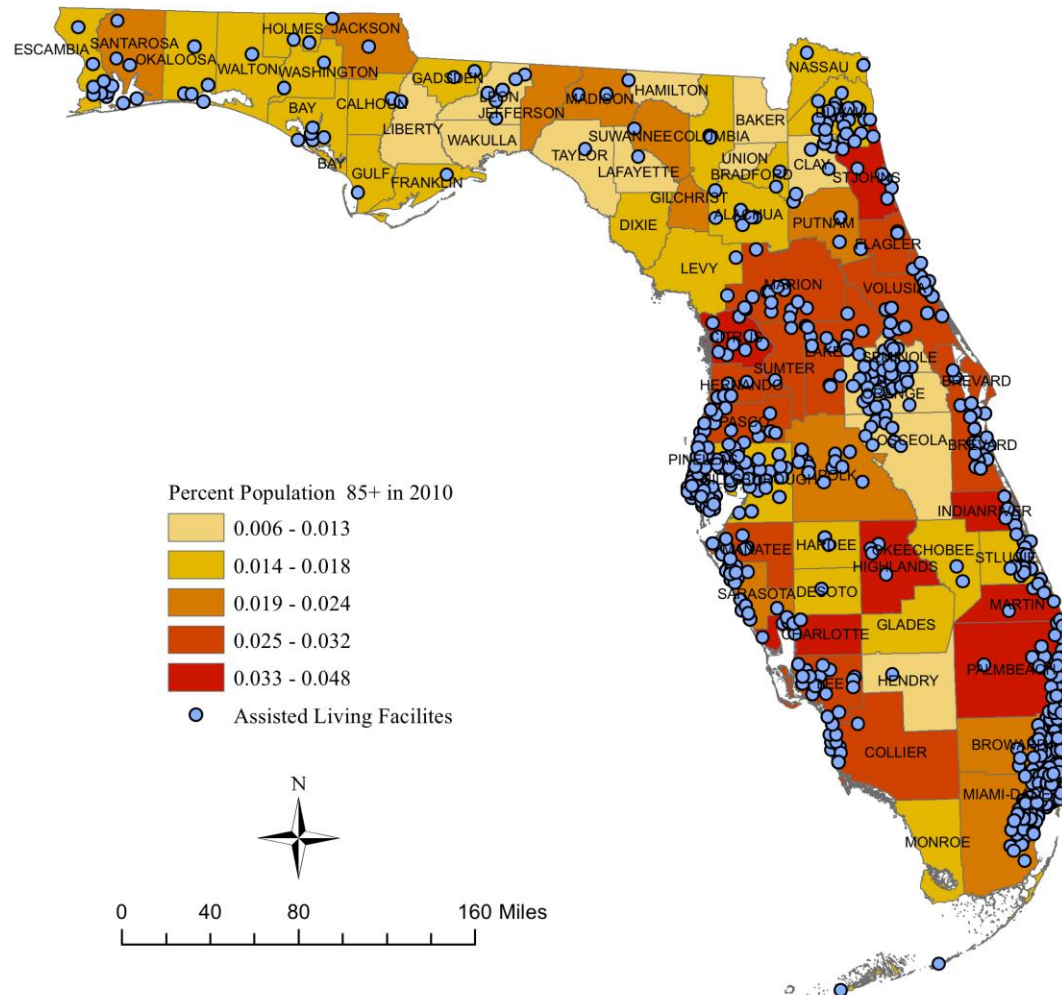 HOLMES
JACKSON
ESCAMBIA
SANTAROSA
OKALOOSA
WALTON
WASHINGTON
GADSDEN
NASSAU
BAY
CALHOUN
LEON
JEFFERSON
MADISON
HAMILTON
DUVAL
LIBERTY
WAKULLA
SUWANNEE
COLUMBIA
BAKER
TAYLOR
LAFAYETTE
UNION
BRADFORD
CLAY
STJOHNS
BAY
GULF
FRANKLIN
GILCHRIST
ALACHUA
PUTNAM
DIXIE
FLAGLER
LEVY
MARION
VOLUSIA
CITRUS
LAKE
SEMINOLE
SUMTER
HERNANDO
ORANGE
BREVARD
PASCO
OSCEOLA
BREVARD
PINELLAS
HILLSBOROUGH
POLK
Percent Population 85+ in 2010
0.006 - 0.013
0.014 - 0.018
0.019 - 0.024
0.025 - 0.032
0.033 - 0.048
Assisted Living Facilites
INDIANRIVER
MANATEE
HARDEE
OKEECHOBEE
HIGHLANDS
STLUCIE
SARASOTA
DESOTO
MARTIN
CHARLOTTE
GLADES
LEE
HENDRY
PALMBEACH
COLLIER
BROWARD
MIAMI-DADE
MONROE
N
0 40 80 160 Miles